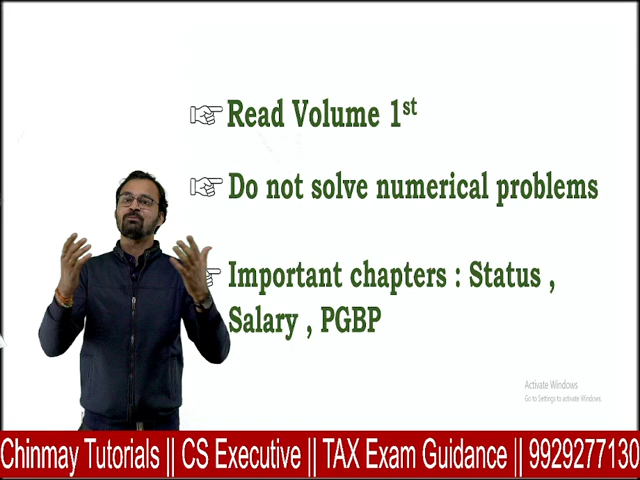 Read Volume 1st
Do not solve numerical problems
Important chapters : Status ,
Salary , PGBP
Activate Windows
Go to Settings to activate Windows.
Chinmay Tutorials || CS Executive || TAX Exam Guidance || 9929277130